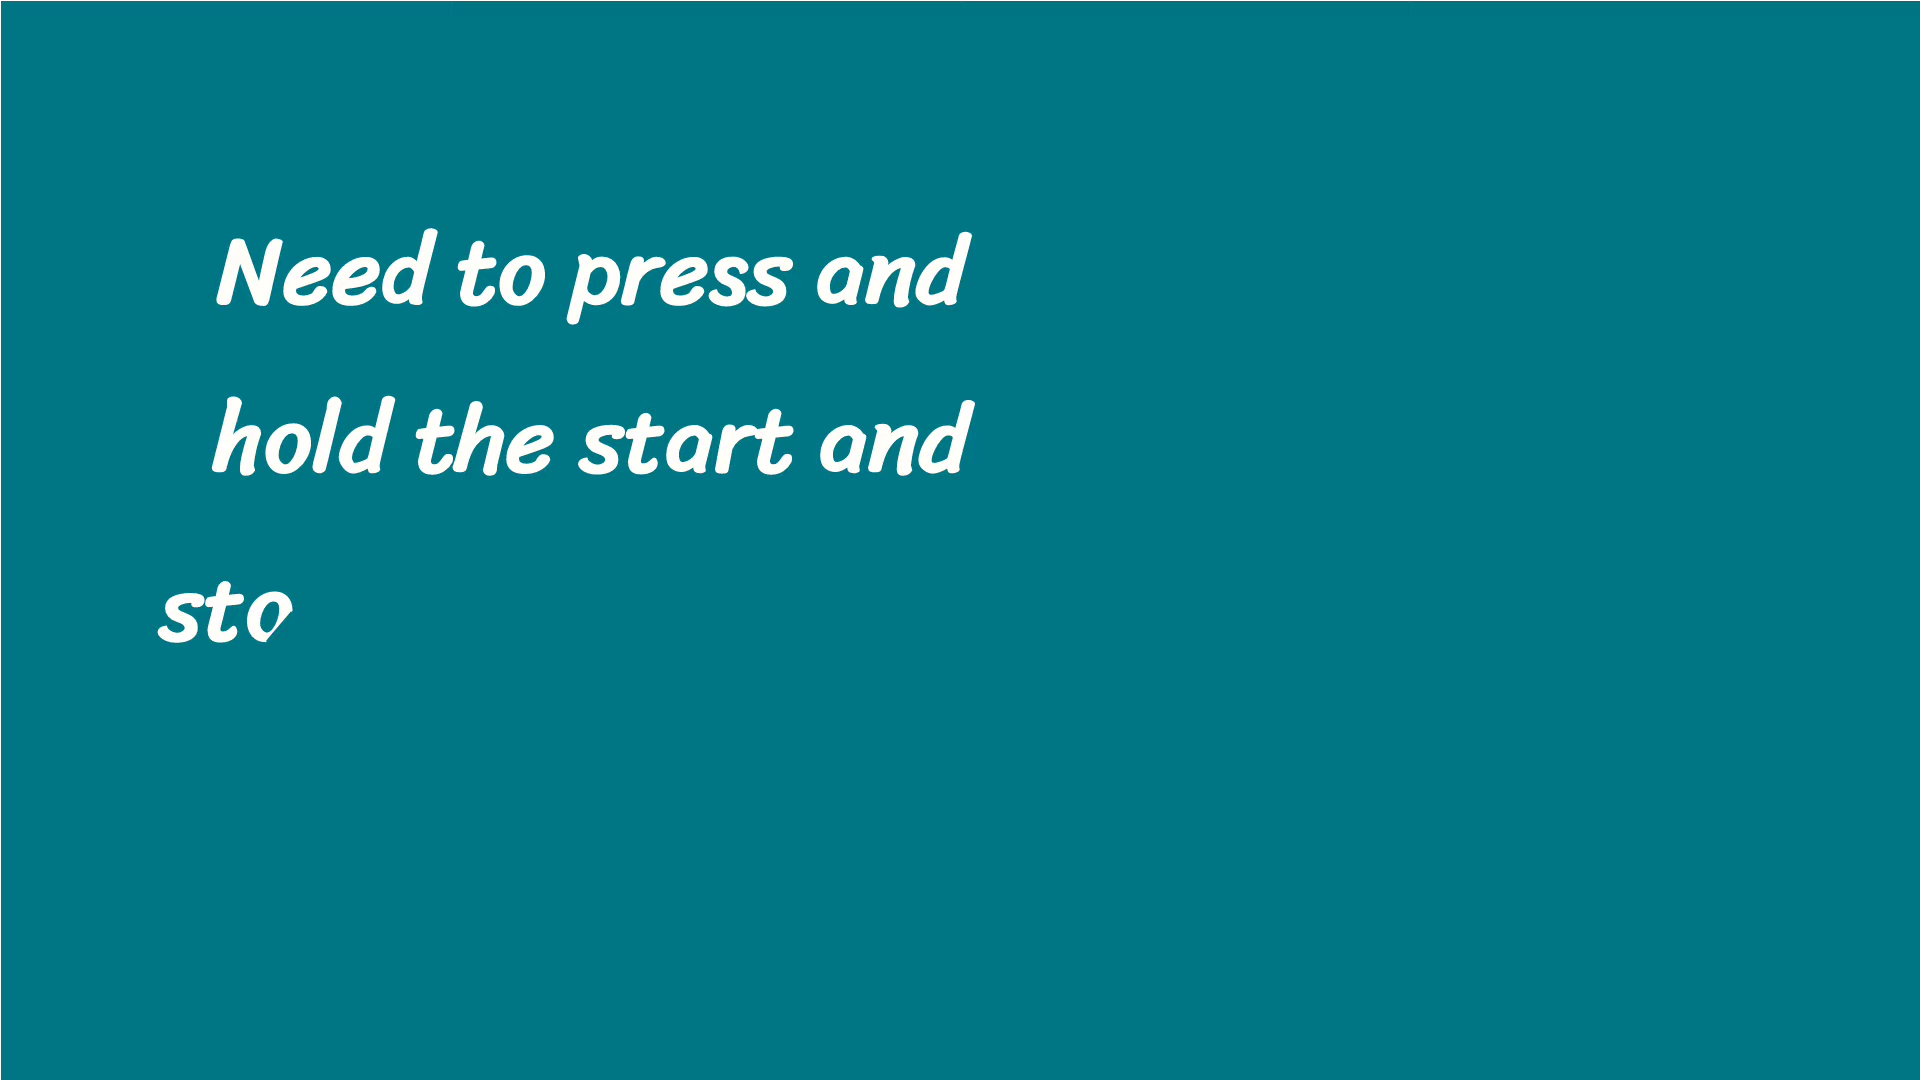 Need to press and
hold the start and
sto